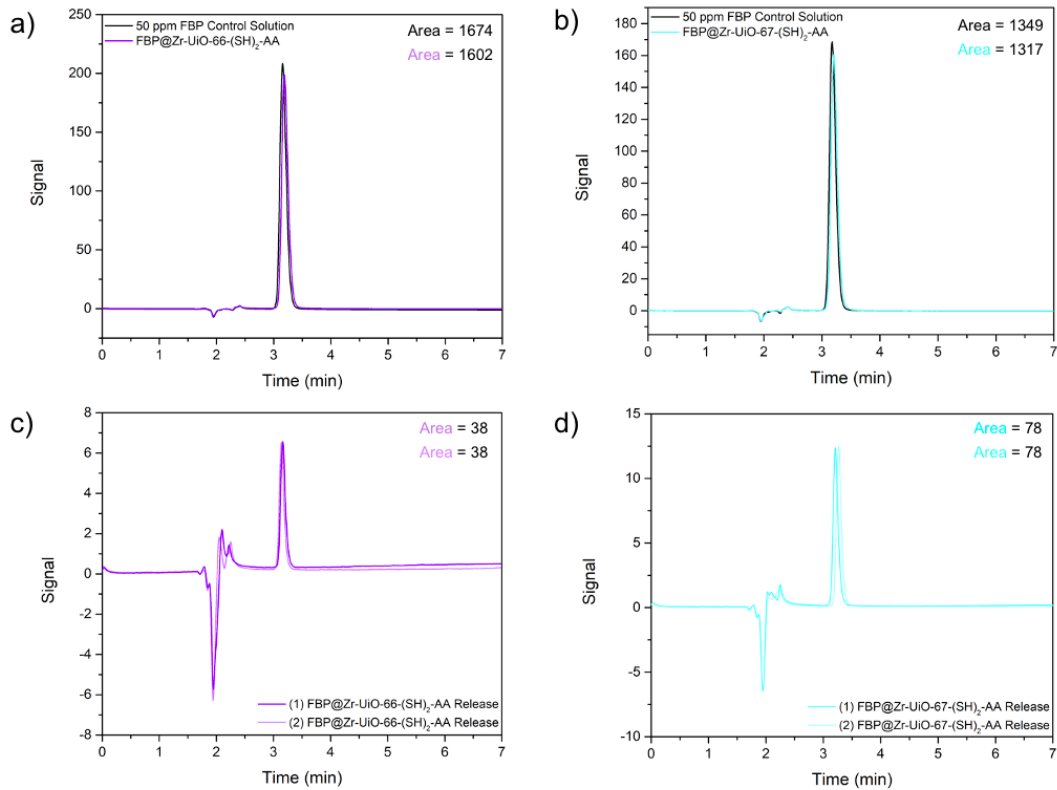 a)
50 ppm FBP Control Solution
FBP@Zr-UiO-66-(SH)₂-AA
Area = 1674
Area = 1602
250
200
150
100
50
0
Signal
0 1 2 3 4 5 6 7
Time (min)
b)
50 ppm FBP Control Solution
FBP@Zr-UiO-67-(SH)₂-AA
Area = 1349
Area = 1317
180
160
140
120
100
80
60
40
20
0
Signal
0 1 2 3 4 5 6 7
Time (min)
c)
Area = 38
Area = 38
8
6
4
2
0
-2
-4
-6
-8
Signal
(1) FBP@Zr-UiO-66-(SH)₂-AA Release
(2) FBP@Zr-UiO-66-(SH)₂-AA Release
0 1 2 3 4 5 6 7
Time (min)
d)
Area = 78
Area = 78
15
10
5
0
-5
-10
Signal
(1) FBP@Zr-UiO-67-(SH)₂-AA Release
(2) FBP@Zr-UiO-67-(SH)₂-AA Release
0 1 2 3 4 5 6 7
Time (min)